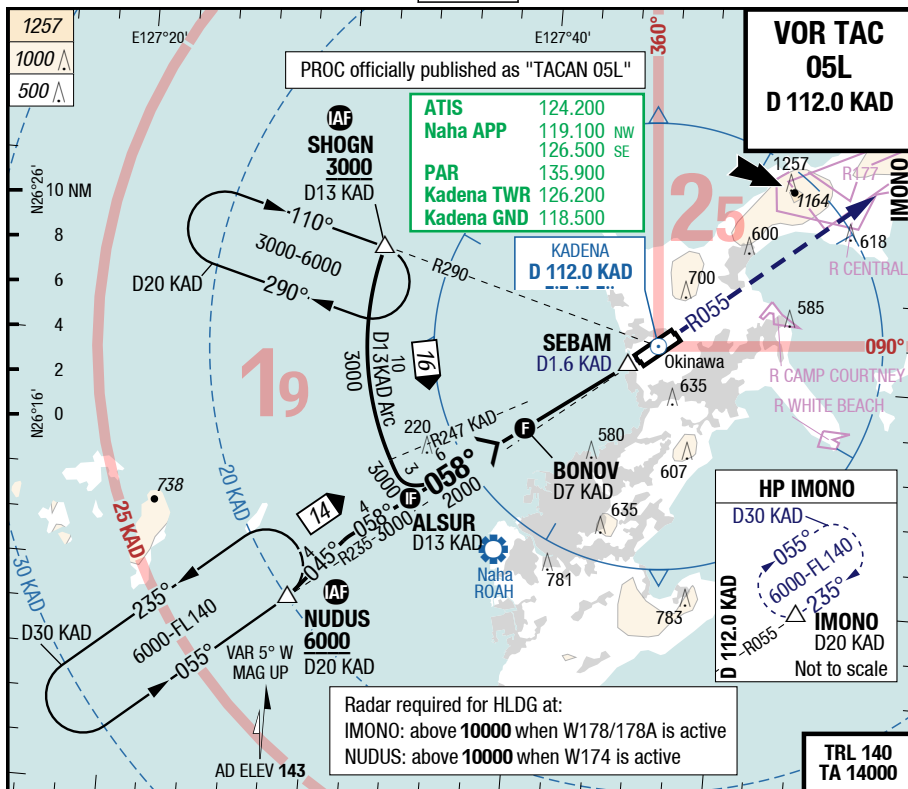 1257
1000
500
E127°20'
E127°40'
360°
VOR TAC
05L
D 112.0 KAD
PROC officially published as "TACAN 05L"
ATIS 124.200
Naha APP 119.100 NW
126.500 SE
PAR 135.900
Kadena TWR 126.200
Kadena GND 118.500
IAF
SHOGN
3000
D13 KAD
N26°26'
10 NM
8
6
4
2
0
N26°16'
110°
3000-6000
290°
D20 KAD
R290
KADENA
D 112.0 KAD
25
1257
1164
R177
IMONO
600
618
R CENTRAL
700
R055
585
090°
SEBAM
D1.6 KAD
Okinawa
R CAMP COURTNEY
R WHITE BEACH
635
10
D13 KAD Arc
3000
16
19
220
R247 KAD
6
3
3000
058°
2000
F
BONOV
D7 KAD
580
607
635
IF
ALSUR
D13 KAD
738
20 KAD
25 KAD
30 KAD
14
4
4
045°
058°
R235
3000
Naha
ROAH
781
783
235°
6000-FL140
055°
D30 KAD
IAF
NUDUS
6000
D20 KAD
VAR 5° W
MAG UP
AD ELEV 143
HP IMONO
D30 KAD
055°
6000-FL140
235°
D 112.0 KAD
R055
IMONO
D20 KAD
Not to scale
Radar required for HLDG at:
IMONO: above 10000 when W178/178A is active
NUDUS: above 10000 when W174 is active
TRL 140
TA 14000